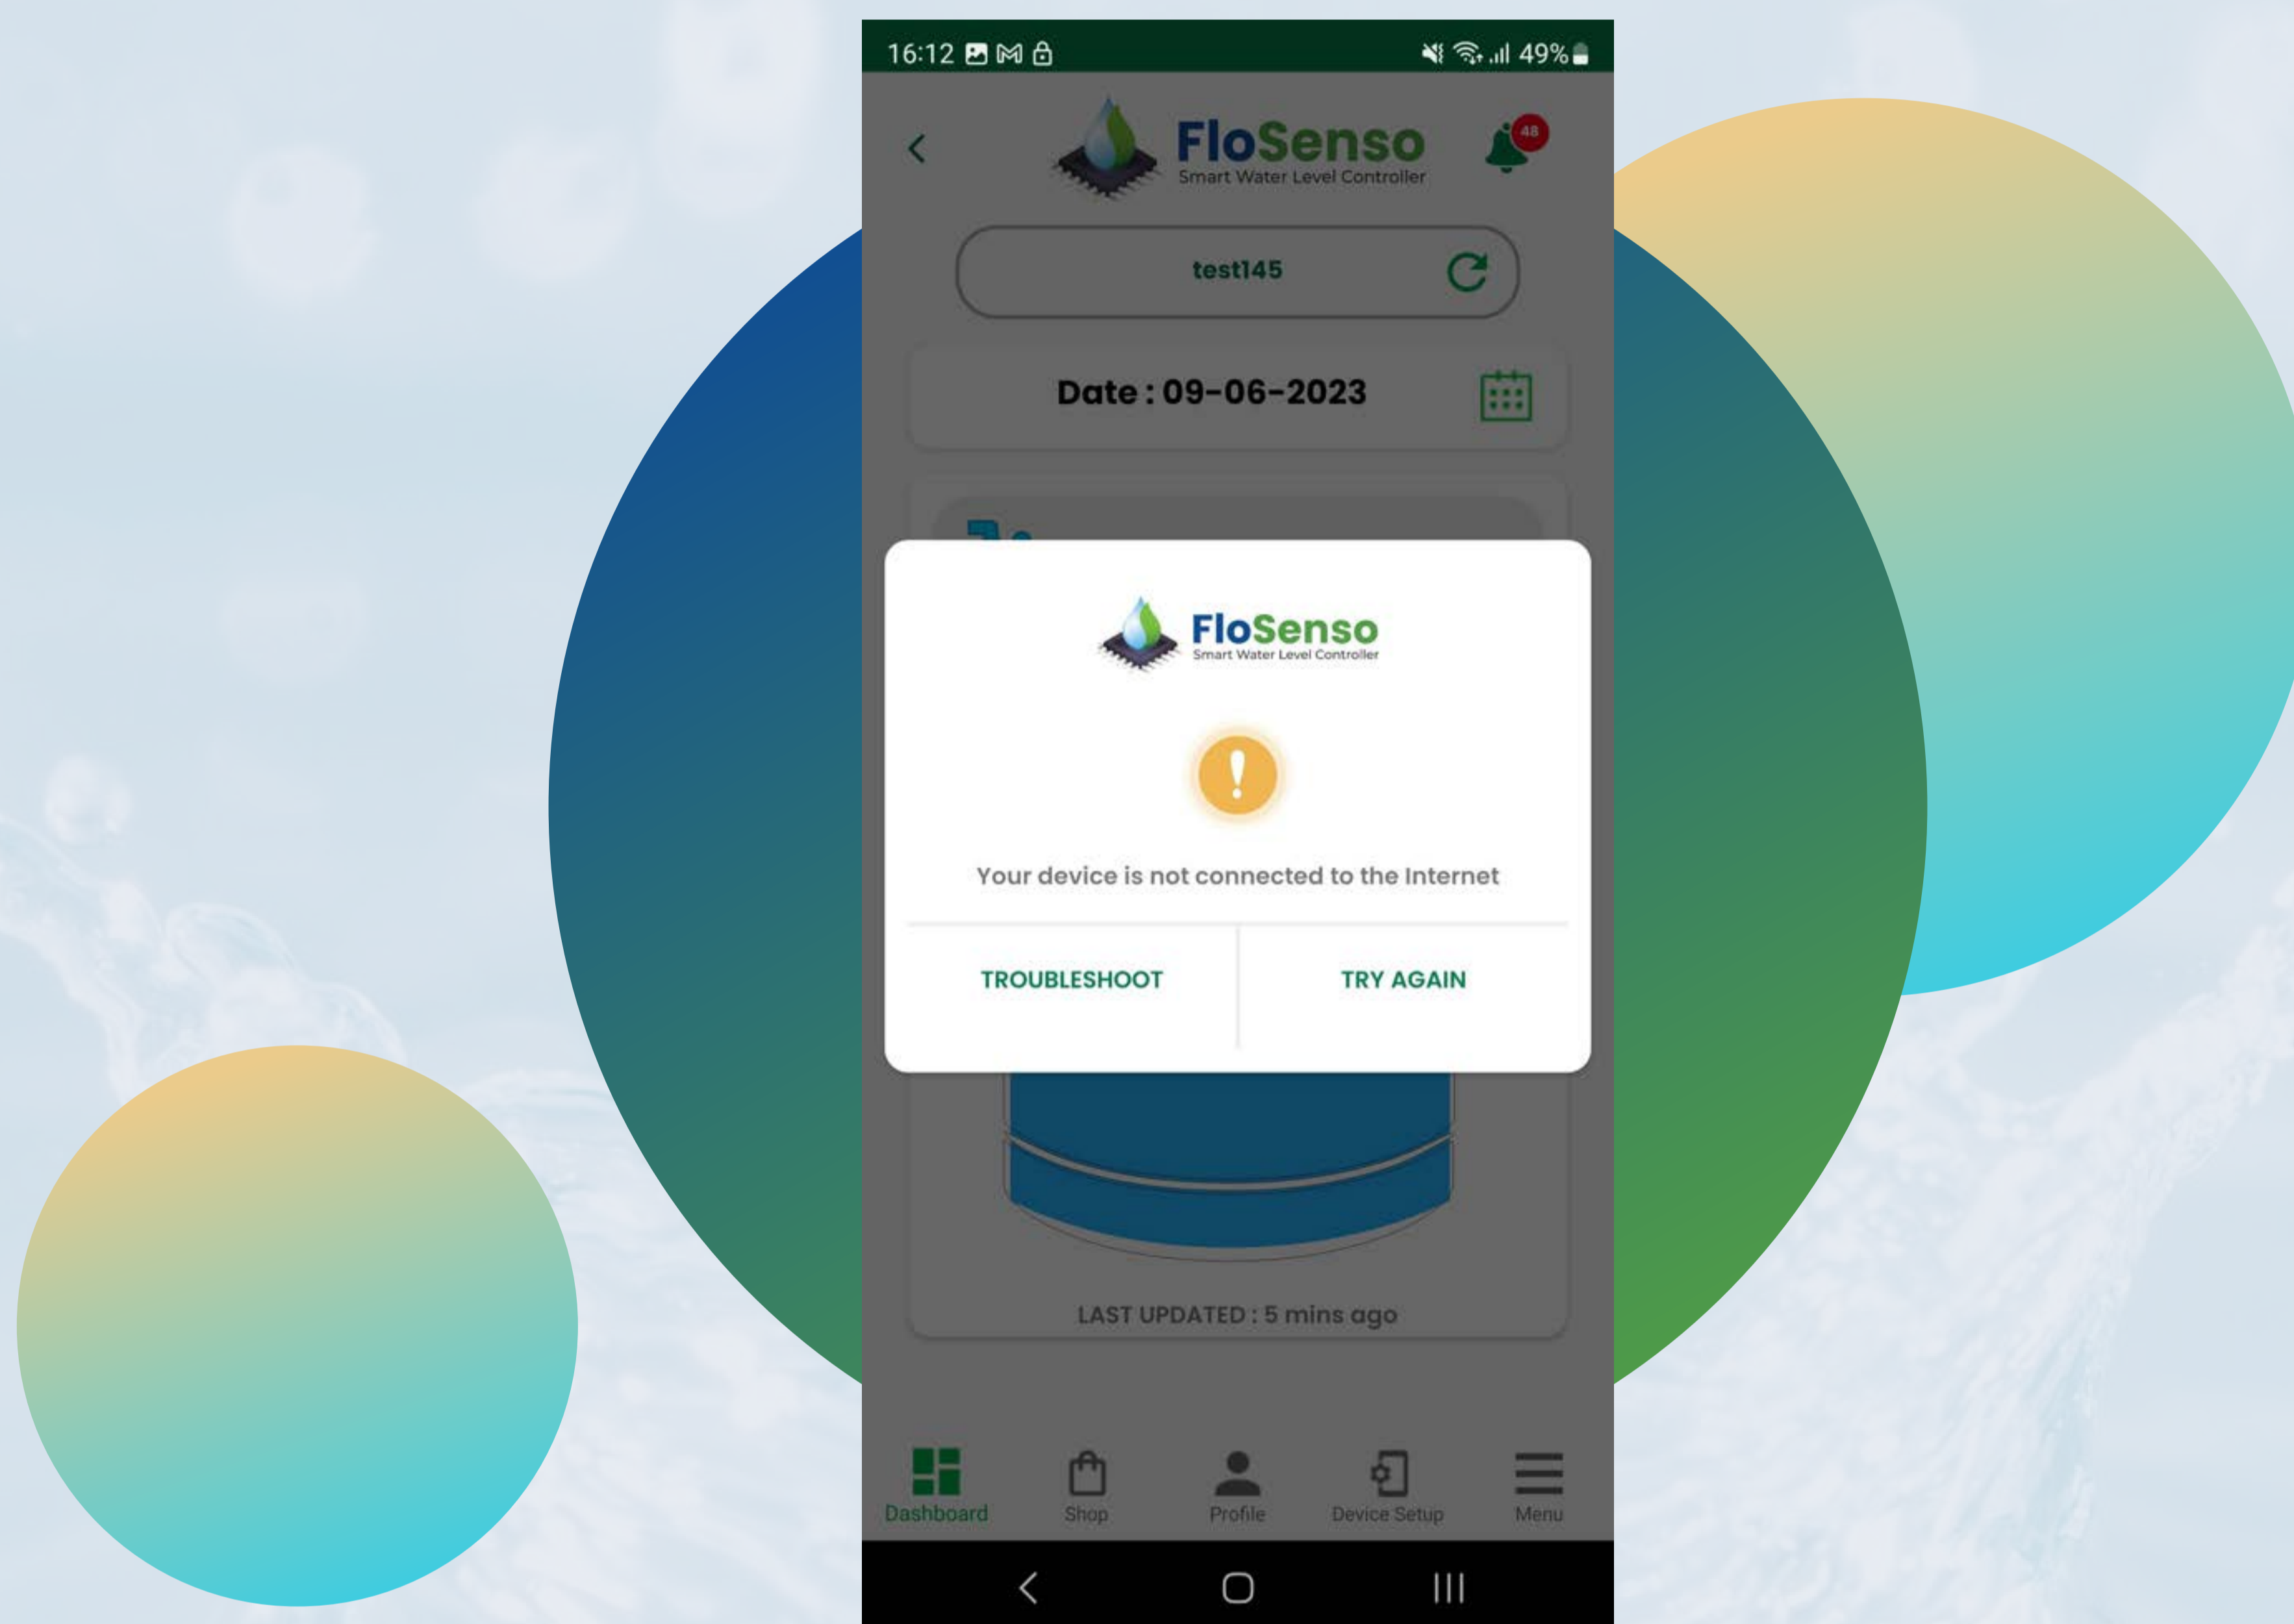 16:12 49%
FloSenso
Smart Water Level Controller
48
test145
Date : 09-06-2023
FloSenso
Smart Water Level Controller
Your device is not connected to the Internet
TROUBLESHOOT TRY AGAIN
LAST UPDATED : 5 mins ago
Dashboard Shop Profile Device Setup Menu